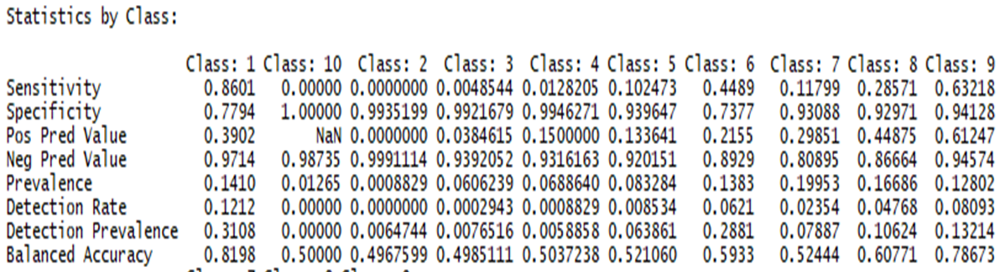 Statistics by Class:
Class: 1 Class: 10 Class: 2 Class: 3 Class: 4 Class: 5 Class: 6 Class: 7 Class: 8 Class: 9
Sensitivity 0.8601 0.00000 0.0000000 0.0048544 0.0128205 0.102473 0.4489 0.11799 0.28571 0.63218
Specificity 0.7794 1.00000 0.9935199 0.9921679 0.9946271 0.939647 0.7377 0.93088 0.92971 0.94128
Pos Pred Value 0.3902 NaN 0.0000000 0.0384615 0.1500000 0.133641 0.2155 0.29851 0.44875 0.61247
Neg Pred Value 0.9714 0.98735 0.9991114 0.9392052 0.9316163 0.920151 0.8929 0.80895 0.86664 0.94574
Prevalence 0.1410 0.01265 0.0008829 0.0606239 0.0688640 0.083284 0.1383 0.19953 0.16686 0.12802
Detection Rate 0.1212 0.00000 0.0000000 0.0002943 0.0008829 0.008534 0.0621 0.02354 0.04768 0.08093
Detection Prevalence 0.3108 0.00000 0.0064744 0.0076516 0.0058858 0.063861 0.2881 0.07887 0.10624 0.13214
Balanced Accuracy 0.8198 0.50000 0.4967599 0.4985111 0.5037238 0.521060 0.5933 0.52444 0.60771 0.78673